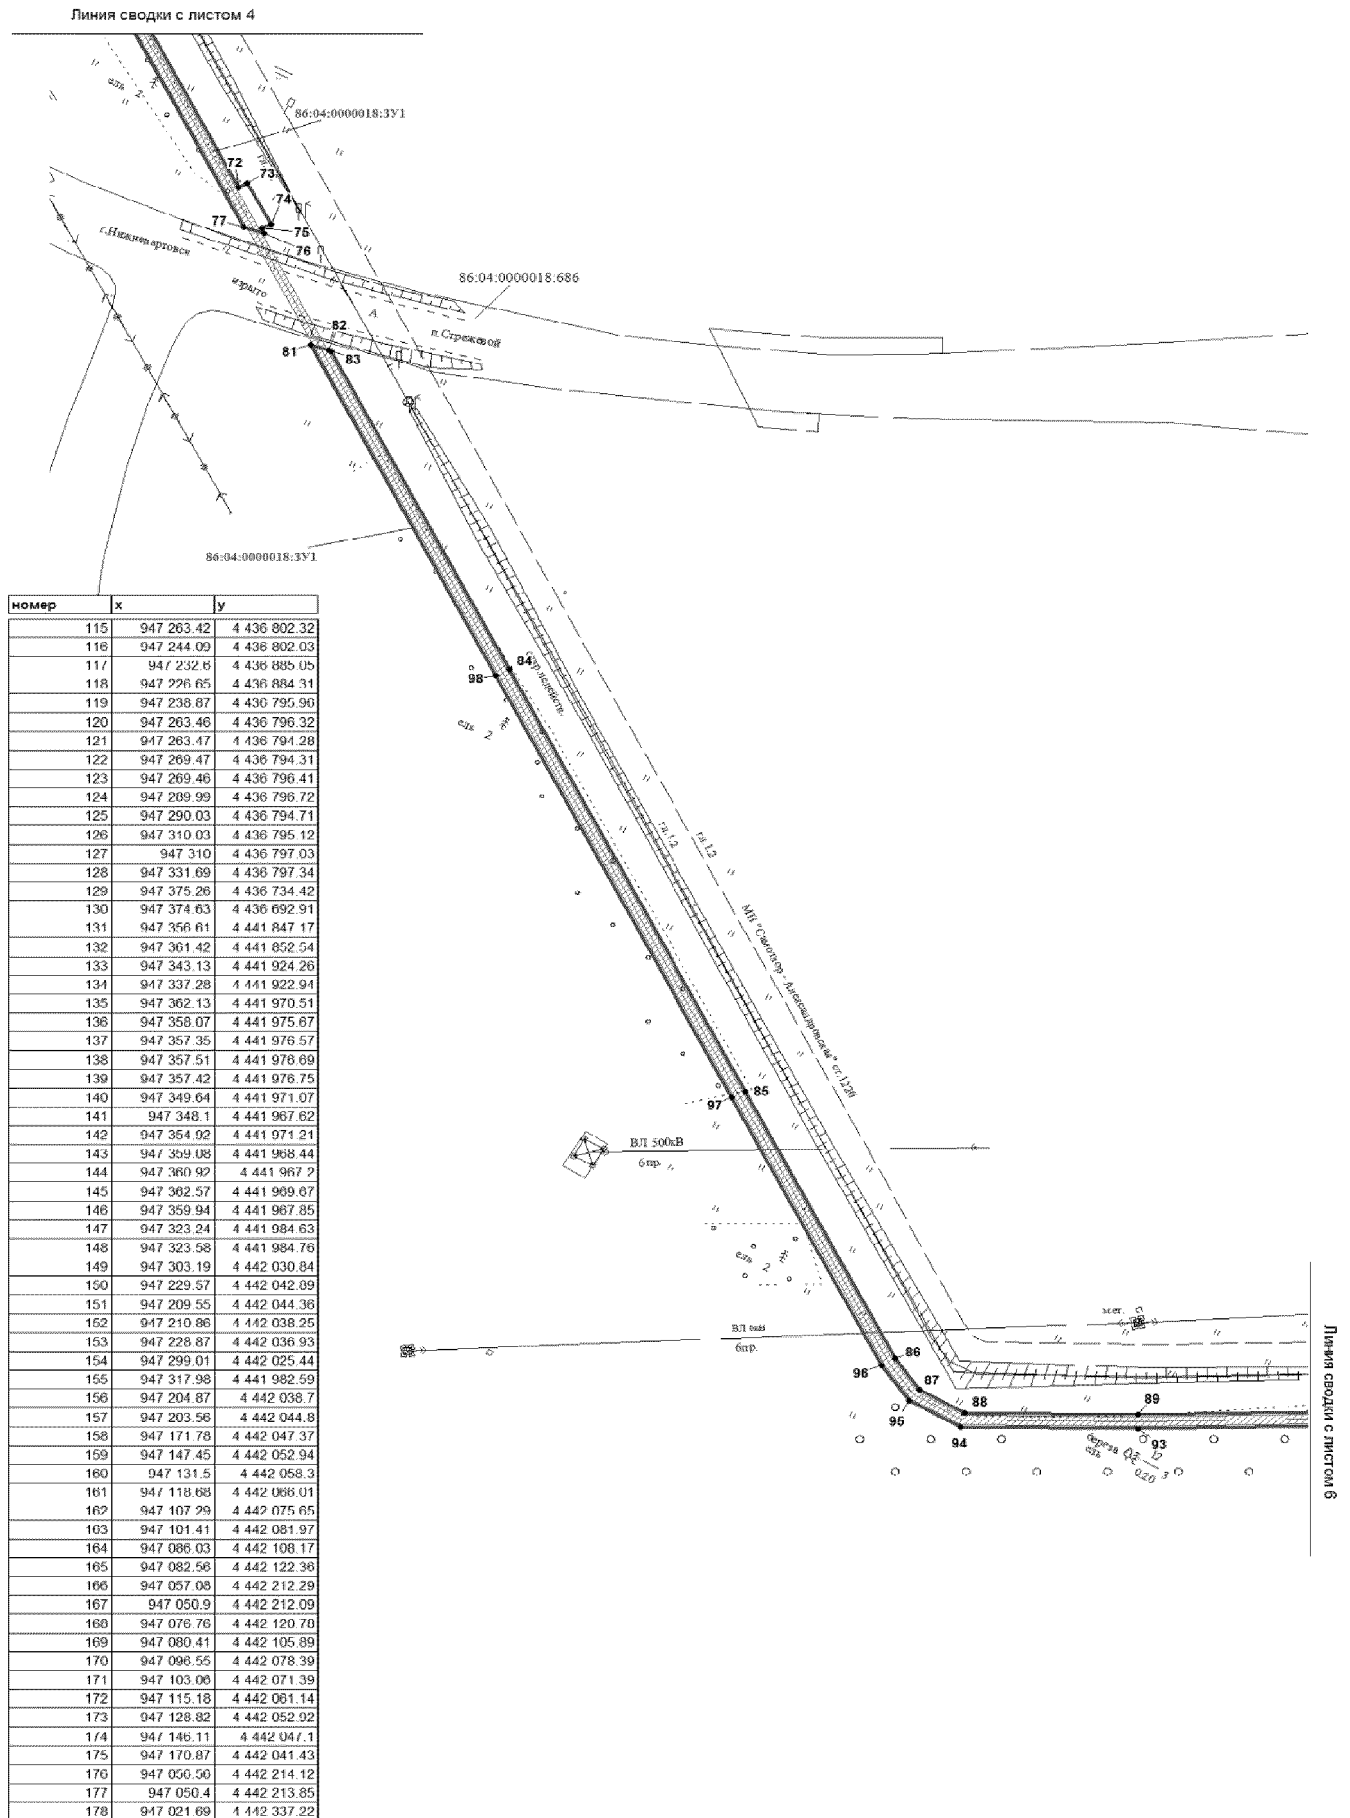 Линия сводки с листом 4
ель 2
86:04:0000018:ЗУ1
72
73
74
77
75
76
г.Нижневартовск
86:04:0000018:686
изрыто
82
А
п.Стрежевой
81
83
86:04:0000018:ЗУ1
номер x y
115 947 263.42 4 436 802.32
116 947 244.09 4 436 802.03
117 947 232.6 4 436 885.05
118 947 226.65 4 436 884.31
119 947 238.87 4 436 795.96
120 947 263.46 4 436 796.32
121 947 263.47 4 436 794.28
122 947 269.47 4 436 794.31
123 947 269.46 4 436 796.41
124 947 289.99 4 436 796.72
125 947 290.03 4 436 794.71
126 947 310.03 4 436 795.12
127 947 310 4 436 797.03
128 947 331.69 4 436 797.34
129 947 375.26 4 436 734.42
130 947 374.63 4 436 692.91
131 947 356.61 4 441 847.17
132 947 361.42 4 441 852.54
133 947 343.13 4 441 924.26
134 947 337.28 4 441 922.94
135 947 362.13 4 441 970.51
136 947 358.07 4 441 975.67
137 947 357.35 4 441 976.57
138 947 357.51 4 441 976.69
139 947 357.42 4 441 976.75
140 947 349.64 4 441 971.07
141 947 348.1 4 441 967.62
142 947 354.92 4 441 971.21
143 947 359.08 4 441 968.44
144 947 360.92 4 441 967.2
145 947 362.57 4 441 969.67
146 947 359.94 4 441 967.85
147 947 323.24 4 441 984.63
148 947 323.58 4 441 984.76
149 947 303.19 4 442 030.84
150 947 229.57 4 442 042.89
151 947 209.55 4 442 044.36
152 947 210.86 4 442 038.25
153 947 228.87 4 442 036.93
154 947 299.01 4 442 025.44
155 947 317.98 4 441 982.59
156 947 204.87 4 442 038.7
157 947 203.56 4 442 044.8
158 947 171.78 4 442 047.37
159 947 147.45 4 442 052.94
160 947 131.5 4 442 058.3
161 947 118.68 4 442 066.01
162 947 107.29 4 442 075.65
163 947 101.41 4 442 081.97
164 947 086.03 4 442 108.17
165 947 082.56 4 442 122.36
166 947 057.08 4 442 212.29
167 947 050.9 4 442 212.09
168 947 076.76 4 442 120.78
169 947 080.41 4 442 105.89
170 947 096.55 4 442 078.39
171 947 103.06 4 442 071.39
172 947 115.18 4 442 061.14
173 947 128.82 4 442 052.92
174 947 146.11 4 442 047.1
175 947 170.87 4 442 041.43
176 947 056.56 4 442 214.12
177 947 050.4 4 442 213.85
178 947 021.69 4 442 337.22
84
98
ель 2
гл.1.2
гл.1.2
МН "Самотлор - Александровская" ст.1220
85
97
ВЛ 500кВ
6 пр.
ель 2
мет.
ВЛ 6кВ
6пр.
86
96
87
88
89
95
94
93
береза
ель
12
0.20
3
Линия сводки с листом 6